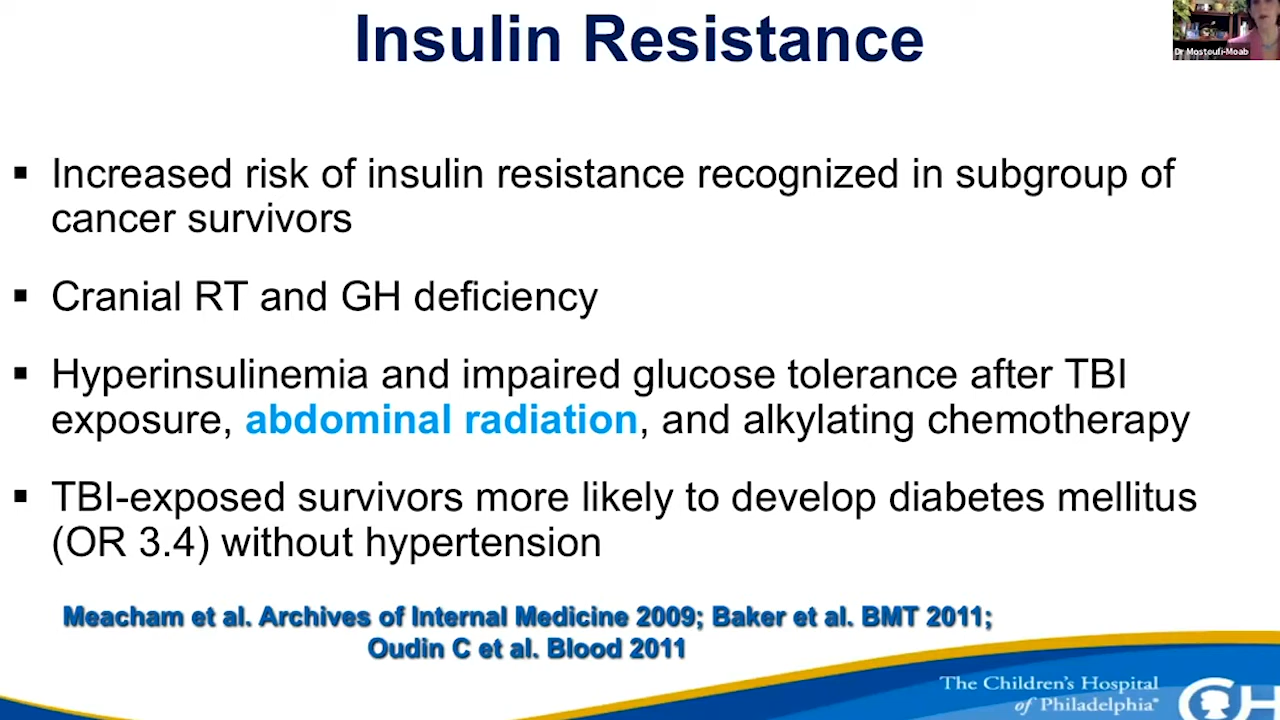 Insulin Resistance
Dr Mostoufi-Moab
▪ Increased risk of insulin resistance recognized in subgroup of
cancer survivors
▪ Cranial RT and GH deficiency
▪ Hyperinsulinemia and impaired glucose tolerance after TBI
exposure, abdominal radiation, and alkylating chemotherapy
▪ TBI-exposed survivors more likely to develop diabetes mellitus
(OR 3.4) without hypertension
Meacham et al. Archives of Internal Medicine 2009; Baker et al. BMT 2011;
Oudin C et al. Blood 2011
The Children's Hospital
of Philadelphia®
CH